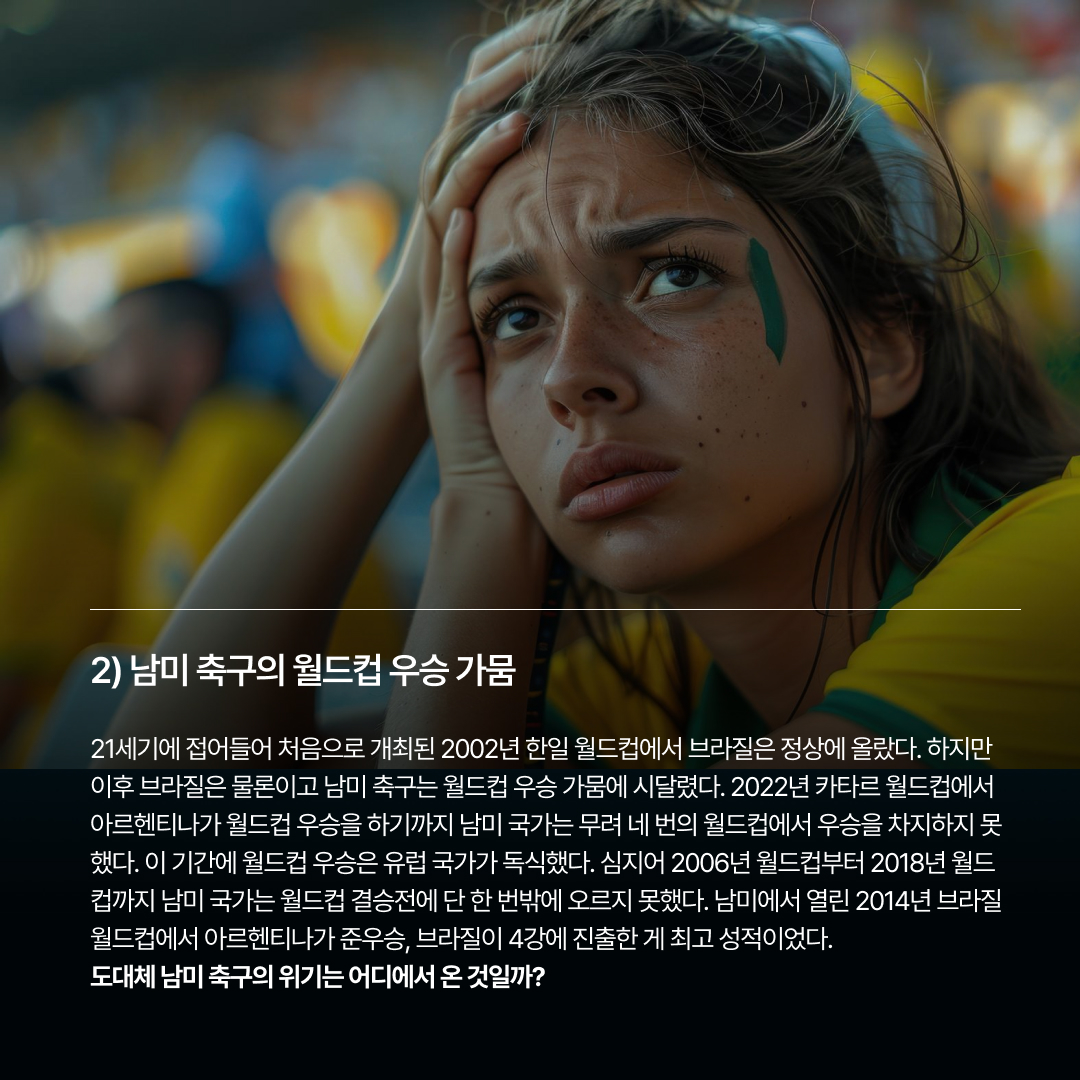 2) 남미 축구의 월드컵 우승 가뭄
21세기에 접어들어 처음으로 개최된 2002년 한일 월드컵에서 브라질은 정상에 올랐다. 하지만
이후 브라질은 물론이고 남미 축구는 월드컵 우승 가뭄에 시달렸다. 2022년 카타르 월드컵에서
아르헨티나가 월드컵 우승을 하기까지 남미 국가는 무려 네 번의 월드컵에서 우승을 차지하지 못
했다. 이 기간에 월드컵 우승은 유럽 국가가 독식했다. 심지어 2006년 월드컵부터 2018년 월드
컵까지 남미 국가는 월드컵 결승전에 단 한 번밖에 오르지 못했다. 남미에서 열린 2014년 브라질
월드컵에서 아르헨티나가 준우승, 브라질이 4강에 진출한 게 최고 성적이었다.
도대체 남미 축구의 위기는 어디에서 온 것일까?